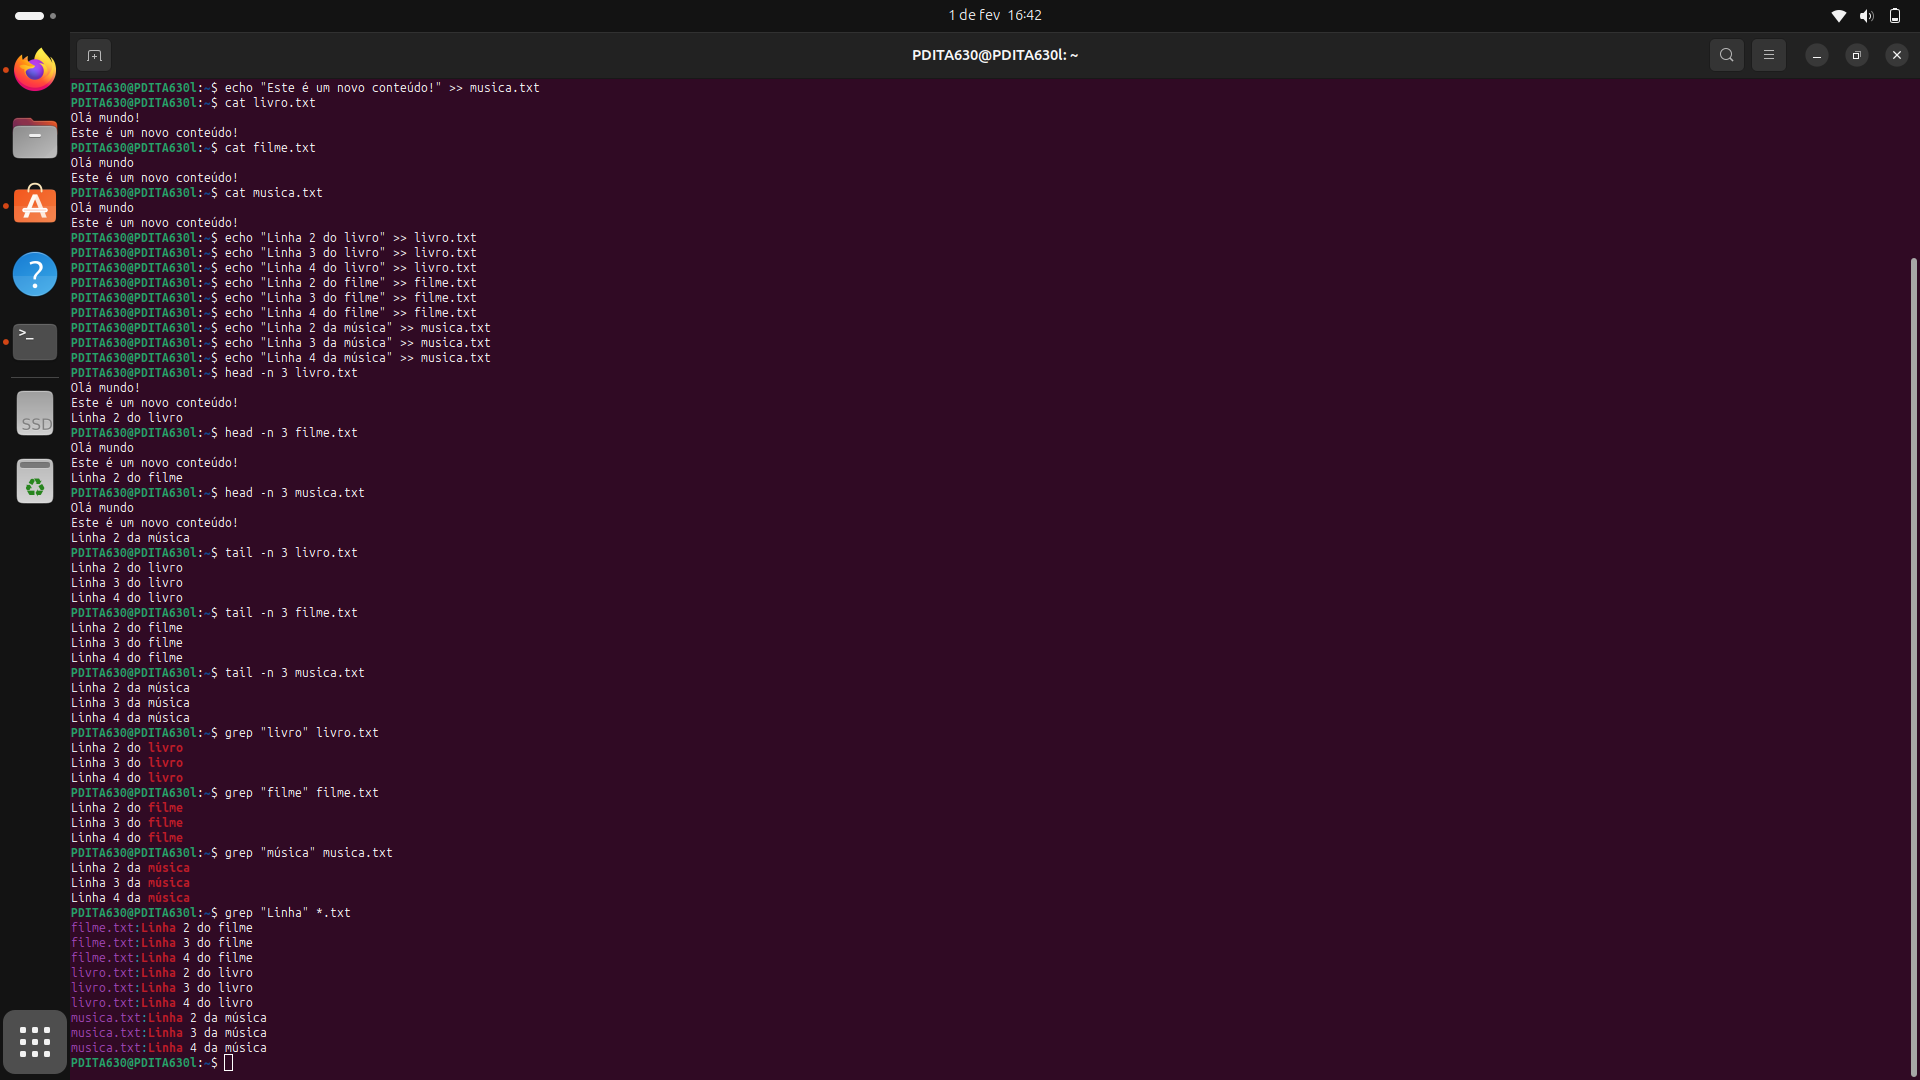 1 de fev 16:42
PDITA630@PDITA630l: ~
PDITA630@PDITA630l:~$ echo "Este é um novo conteúdo!" >> musica.txt
PDITA630@PDITA630l:~$ cat livro.txt
Olá mundo!
Este é um novo conteúdo!
PDITA630@PDITA630l:~$ cat filme.txt
Olá mundo
Este é um novo conteúdo!
PDITA630@PDITA630l:~$ cat musica.txt
Olá mundo
Este é um novo conteúdo!
PDITA630@PDITA630l:~$ echo "Linha 2 do livro" >> livro.txt
PDITA630@PDITA630l:~$ echo "Linha 3 do livro" >> livro.txt
PDITA630@PDITA630l:~$ echo "Linha 4 do livro" >> livro.txt
PDITA630@PDITA630l:~$ echo "Linha 2 do filme" >> filme.txt
PDITA630@PDITA630l:~$ echo "Linha 3 do filme" >> filme.txt
PDITA630@PDITA630l:~$ echo "Linha 4 do filme" >> filme.txt
PDITA630@PDITA630l:~$ echo "Linha 2 da música" >> musica.txt
PDITA630@PDITA630l:~$ echo "Linha 3 da música" >> musica.txt
PDITA630@PDITA630l:~$ echo "Linha 4 da música" >> musica.txt
PDITA630@PDITA630l:~$ head -n 3 livro.txt
Olá mundo!
Este é um novo conteúdo!
Linha 2 do livro
PDITA630@PDITA630l:~$ head -n 3 filme.txt
Olá mundo
Este é um novo conteúdo!
Linha 2 do filme
PDITA630@PDITA630l:~$ head -n 3 musica.txt
Olá mundo
Este é um novo conteúdo!
Linha 2 da música
PDITA630@PDITA630l:~$ tail -n 3 livro.txt
Linha 2 do livro
Linha 3 do livro
Linha 4 do livro
PDITA630@PDITA630l:~$ tail -n 3 filme.txt
Linha 2 do filme
Linha 3 do filme
Linha 4 do filme
PDITA630@PDITA630l:~$ tail -n 3 musica.txt
Linha 2 da música
Linha 3 da música
Linha 4 da música
PDITA630@PDITA630l:~$ grep "livro" livro.txt
Linha 2 do livro
Linha 3 do livro
Linha 4 do livro
PDITA630@PDITA630l:~$ grep "filme" filme.txt
Linha 2 do filme
Linha 3 do filme
Linha 4 do filme
PDITA630@PDITA630l:~$ grep "música" musica.txt
Linha 2 da música
Linha 3 da música
Linha 4 da música
PDITA630@PDITA630l:~$ grep "Linha" *.txt
filme.txt:Linha 2 do filme
filme.txt:Linha 3 do filme
filme.txt:Linha 4 do filme
livro.txt:Linha 2 do livro
livro.txt:Linha 3 do livro
livro.txt:Linha 4 do livro
musica.txt:Linha 2 da música
musica.txt:Linha 3 da música
musica.txt:Linha 4 da música
PDITA630@PDITA630l:~$
SSD